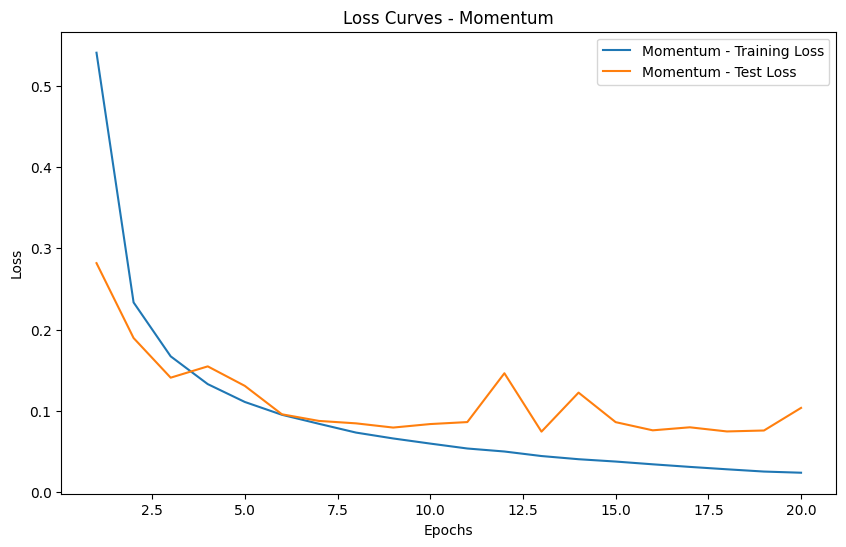 Loss Curves - Momentum
Momentum - Training Loss
Momentum - Test Loss
0.5
0.4
0.3
0.2
0.1
0.0
Loss
2.5
5.0
7.5
10.0
12.5
15.0
17.5
20.0
Epochs